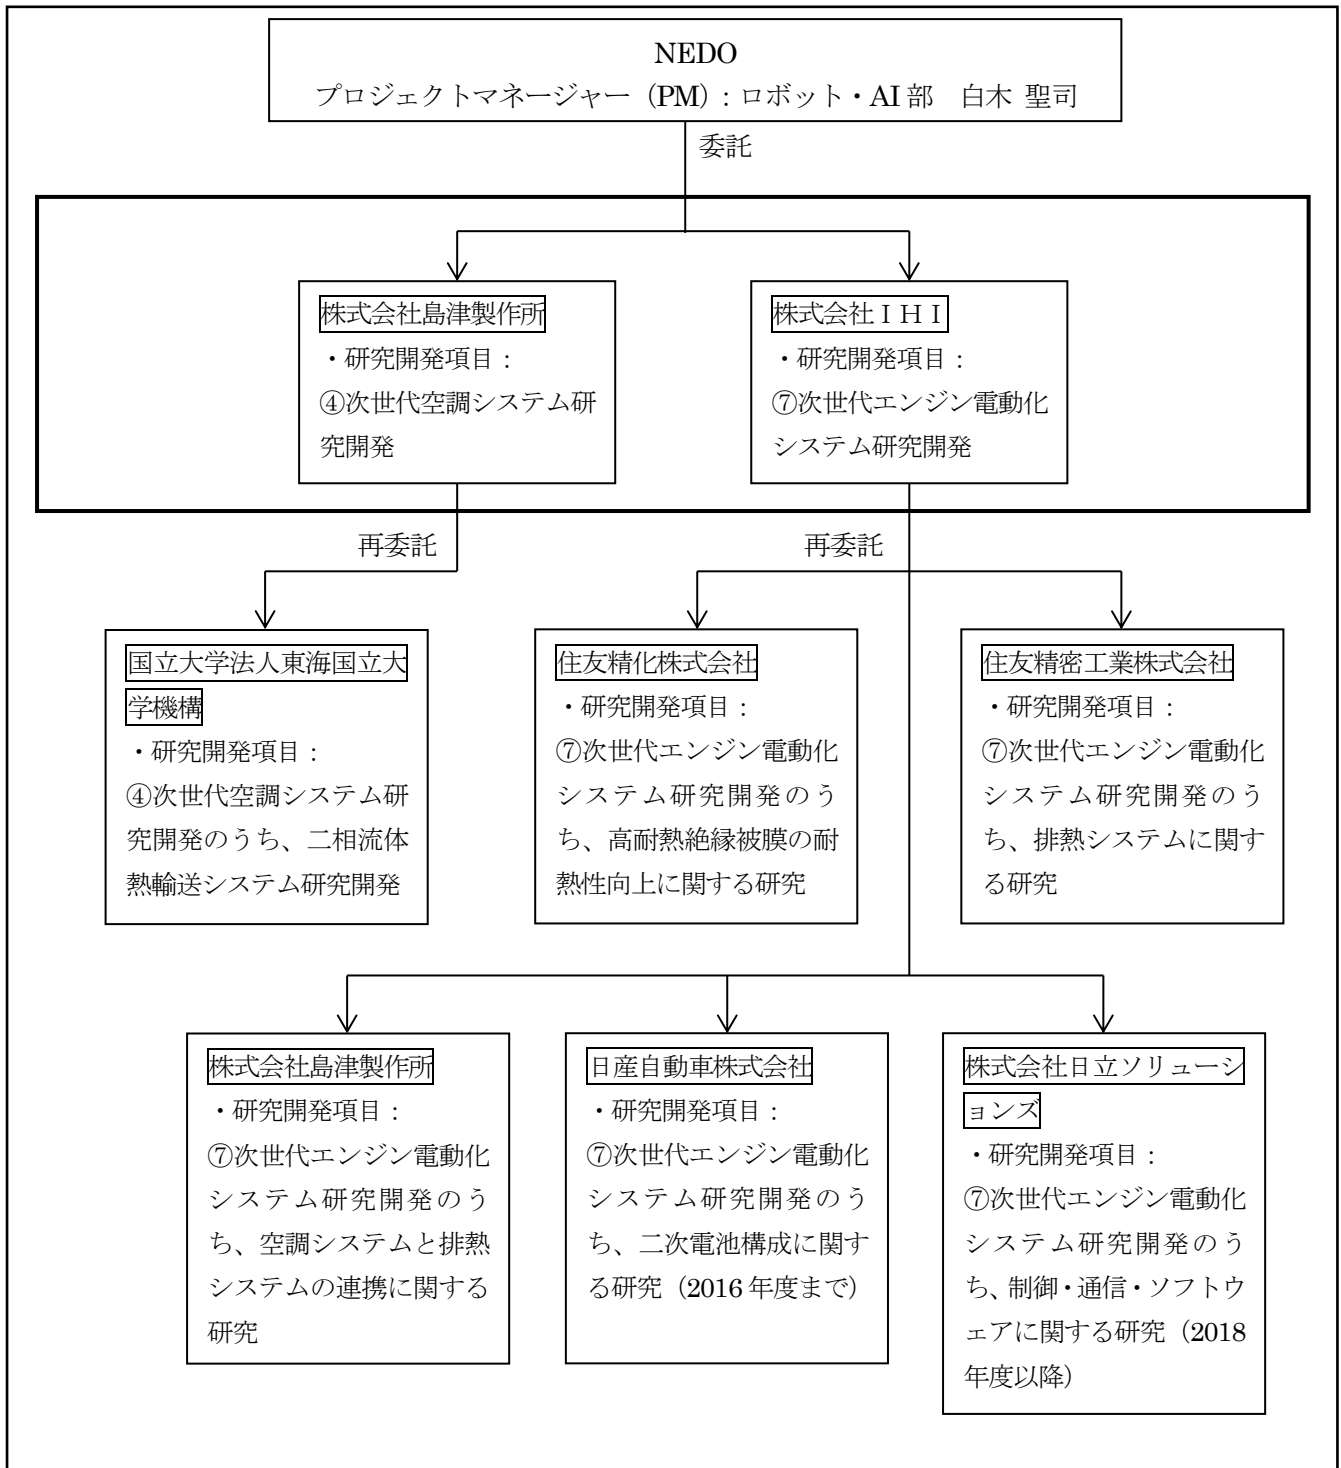 NEDO
プロジェクトマネージャー（PM）：ロボット・AI 部　白木 聖司
委託
株式会社島津製作所
・研究開発項目：
④次世代空調システム研
究開発
株式会社ＩＨＩ
・研究開発項目：
⑦次世代エンジン電動化
システム研究開発
再委託
再委託
国立大学法人東海国立大
学機構
・研究開発項目：
④次世代空調システム研
究開発のうち、二相流体
熱輸送システム研究開発
住友精化株式会社
・研究開発項目：
⑦次世代エンジン電動化
システム研究開発のう
ち、高耐熱絶縁被膜の耐
熱性向上に関する研究
住友精密工業株式会社
・研究開発項目：
⑦次世代エンジン電動化
システム研究開発のう
ち、排熱システムに関す
る研究
株式会社島津製作所
・研究開発項目：
⑦次世代エンジン電動化
システム研究開発のう
ち、空調システムと排熱
システムの連携に関する
研究
日産自動車株式会社
・研究開発項目：
⑦次世代エンジン電動化
システム研究開発のう
ち、二次電池構成に関す
る研究（2016 年度まで）
株式会社日立ソリューシ
ョンズ
・研究開発項目：
⑦次世代エンジン電動化
システム研究開発のう
ち、制御・通信・ソフトウ
ェアに関する研究（2018
年度以降）